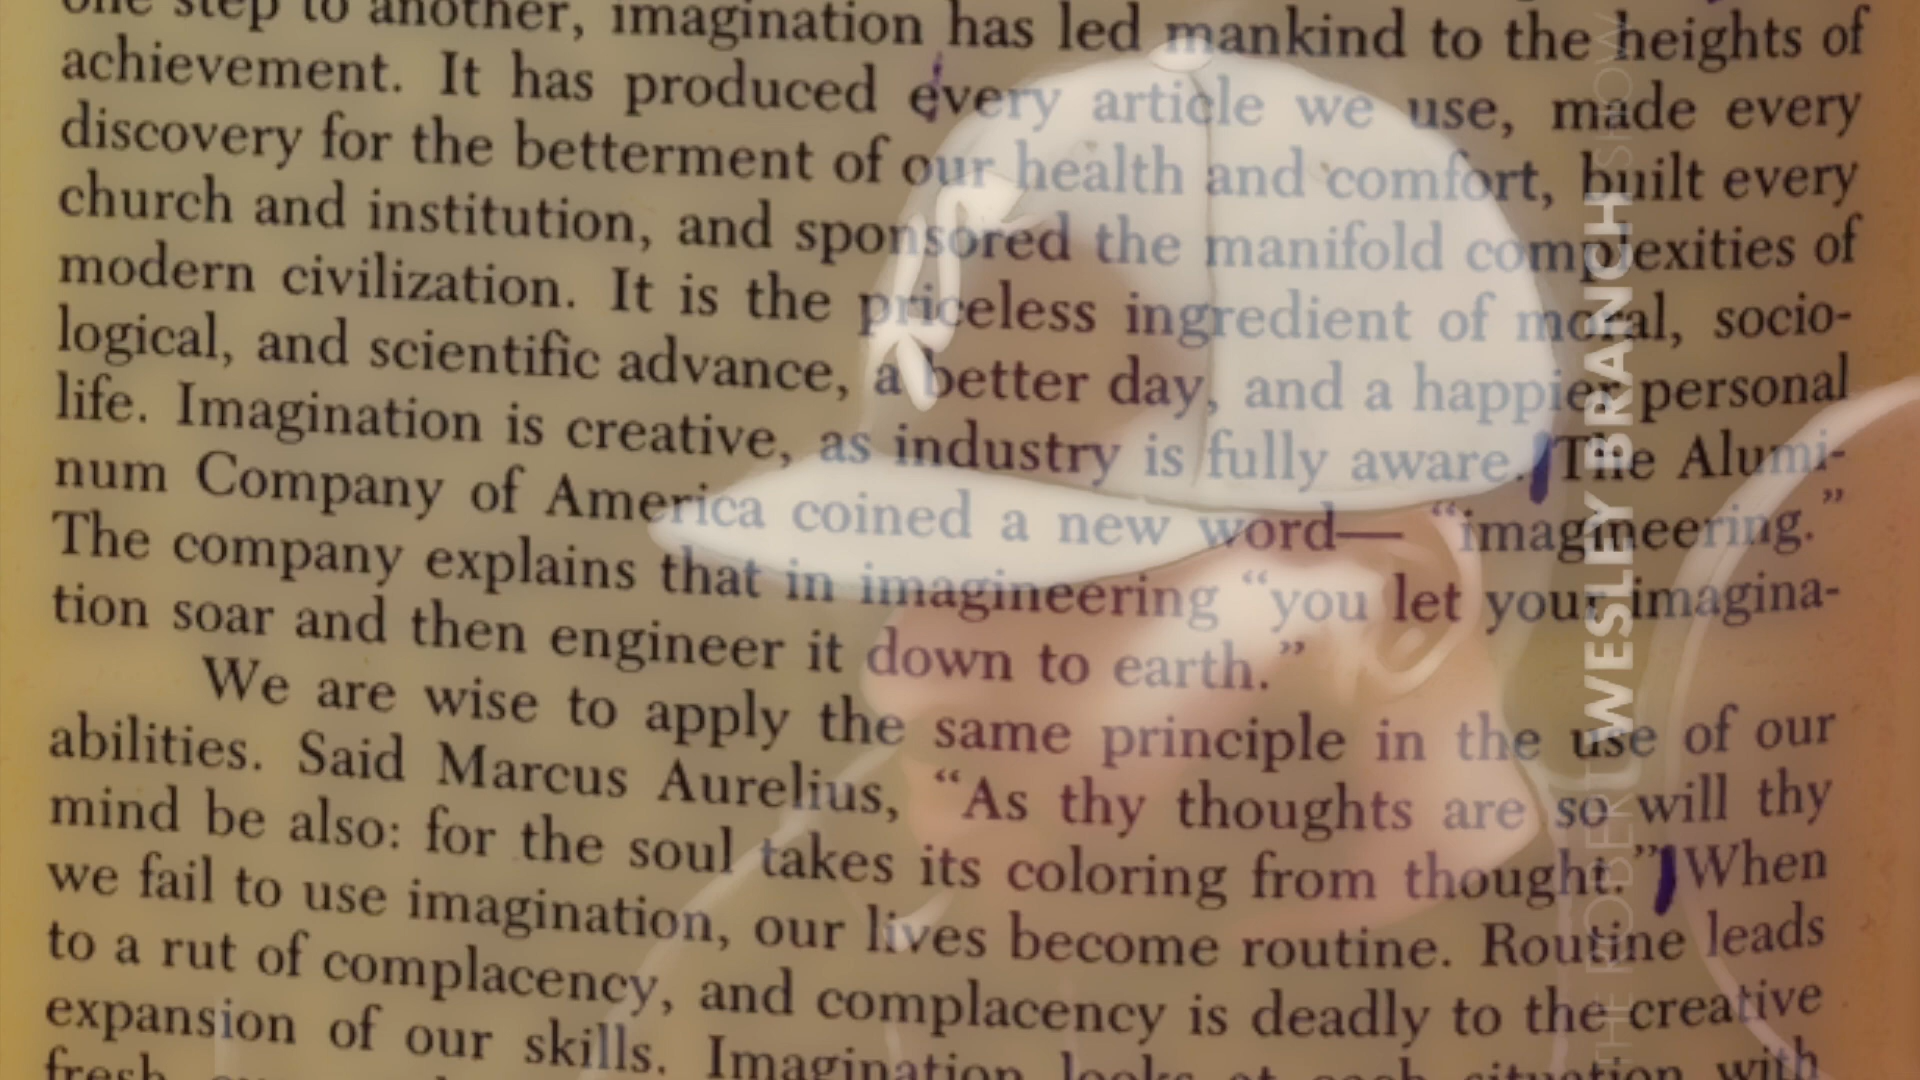 one step to another, imagination has led mankind to the heights of
achievement. It has produced every article we use, made every
discovery for the betterment of our health and comfort, built every
church and institution, and sponsored the manifold complexities of
modern civilization. It is the priceless ingredient of moral, socio-
logical, and scientific advance, a better day, and a happier personal
life. Imagination is creative, as industry is fully aware. The Alumi-
num Company of America coined a new word— “imagineering.”
The company explains that in imagineering “you let your imagina-
tion soar and then engineer it down to earth.”
We are wise to apply the same principle in the use of our
abilities. Said Marcus Aurelius, “As thy thoughts are so will thy
mind be also: for the soul takes its coloring from thought.” When
we fail to use imagination, our lives become routine. Routine leads
to a rut of complacency, and complacency is deadly to the creative
expansion of our skills. Imagination looks at each situation with
fresh
THE ROBERT WESLEY BRANCH SHOW